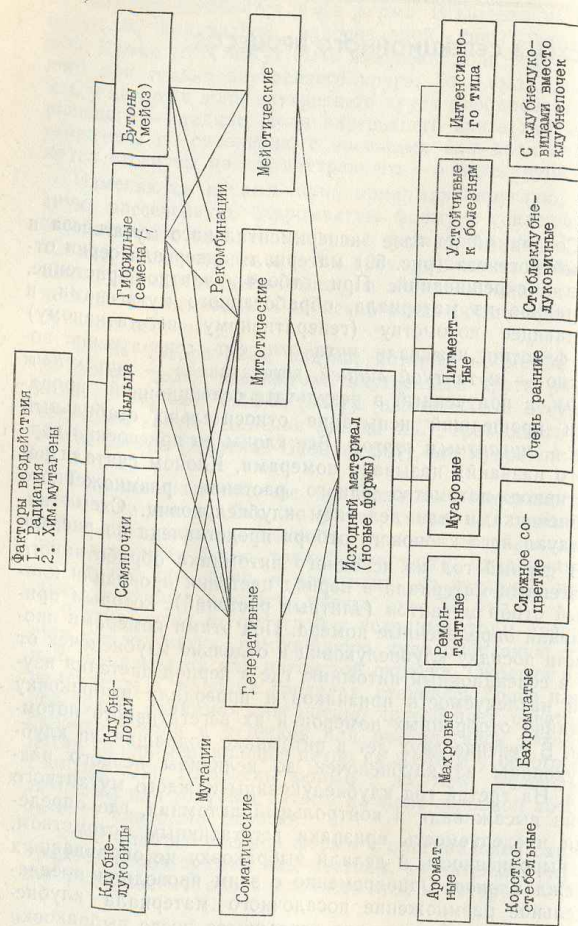 Факторы воздействия
1. Радиация
2. Хим.мутагены
Клубне-
луковицы
Клубне-
почки
Семяпочки
Пыльца
Гибридные
семена F₁
Бутоны
(мейоз)
Мутации
Рекомбинации
Соматические
Генеративные
Митотические
Мейотические
Исходный материал
(новые формы)
Аромат-
ные
Махровые
Ремон-
тантные
Муаровые
Пигмент-
ные
Устойчивые
к болезням
Интенсивно-
го типа
Коротко-
стебельные
Бахромчатые
Сложное со-
цветие
Очень ранние
Стеблеклубне-
луковичные
С клубнелуко-
вицами вместо
клубнепочек